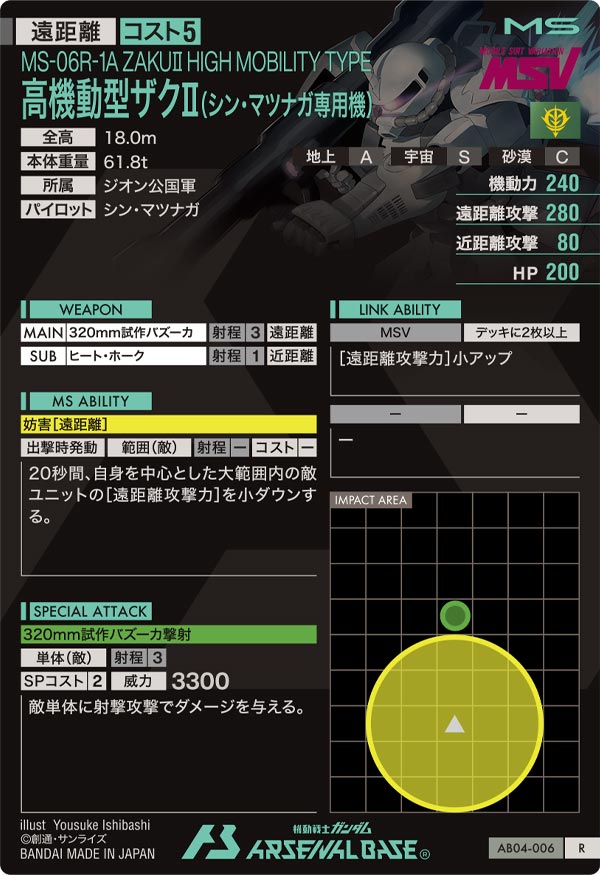 遠距離 コスト5 MS
MS-06R-1A ZAKUII HIGH MOBILITY TYPE
MOBILE SUIT VARIATION
MSV
高機動型ザクII(シン・マツナガ専用機)
全高 18.0m
本体重量 61.8t
所属 ジオン公国軍
パイロット シン・マツナガ
地上 A 宇宙 S 砂漠 C
機動力 240
遠距離攻撃 280
近距離攻撃 80
HP 200
WEAPON
MAIN 320mm試作バズーカ 射程 3 遠距離
SUB ヒート・ホーク 射程 1 近距離
MS ABILITY
妨害[遠距離]
出撃時発動 範囲(敵) 射程 ー コスト ー
20秒間、自身を中心とした大範囲内の敵
ユニットの[遠距離攻撃力]を小ダウンす
る。
SPECIAL ATTACK
320mm試作バズーカ撃射
単体(敵) 射程 3
SPコスト 2 威力 3300
敵単体に射撃攻撃でダメージを与える。
LINK ABILITY
MSV デッキに2枚以上
[遠距離攻撃力]小アップ
ー ー
ー
IMPACT AREA
illust Yousuke Ishibashi
©創通・サンライズ
BANDAI MADE IN JAPAN
AB 機動戦士ガンダム
ARSENAL BASE®
AB04-006 R